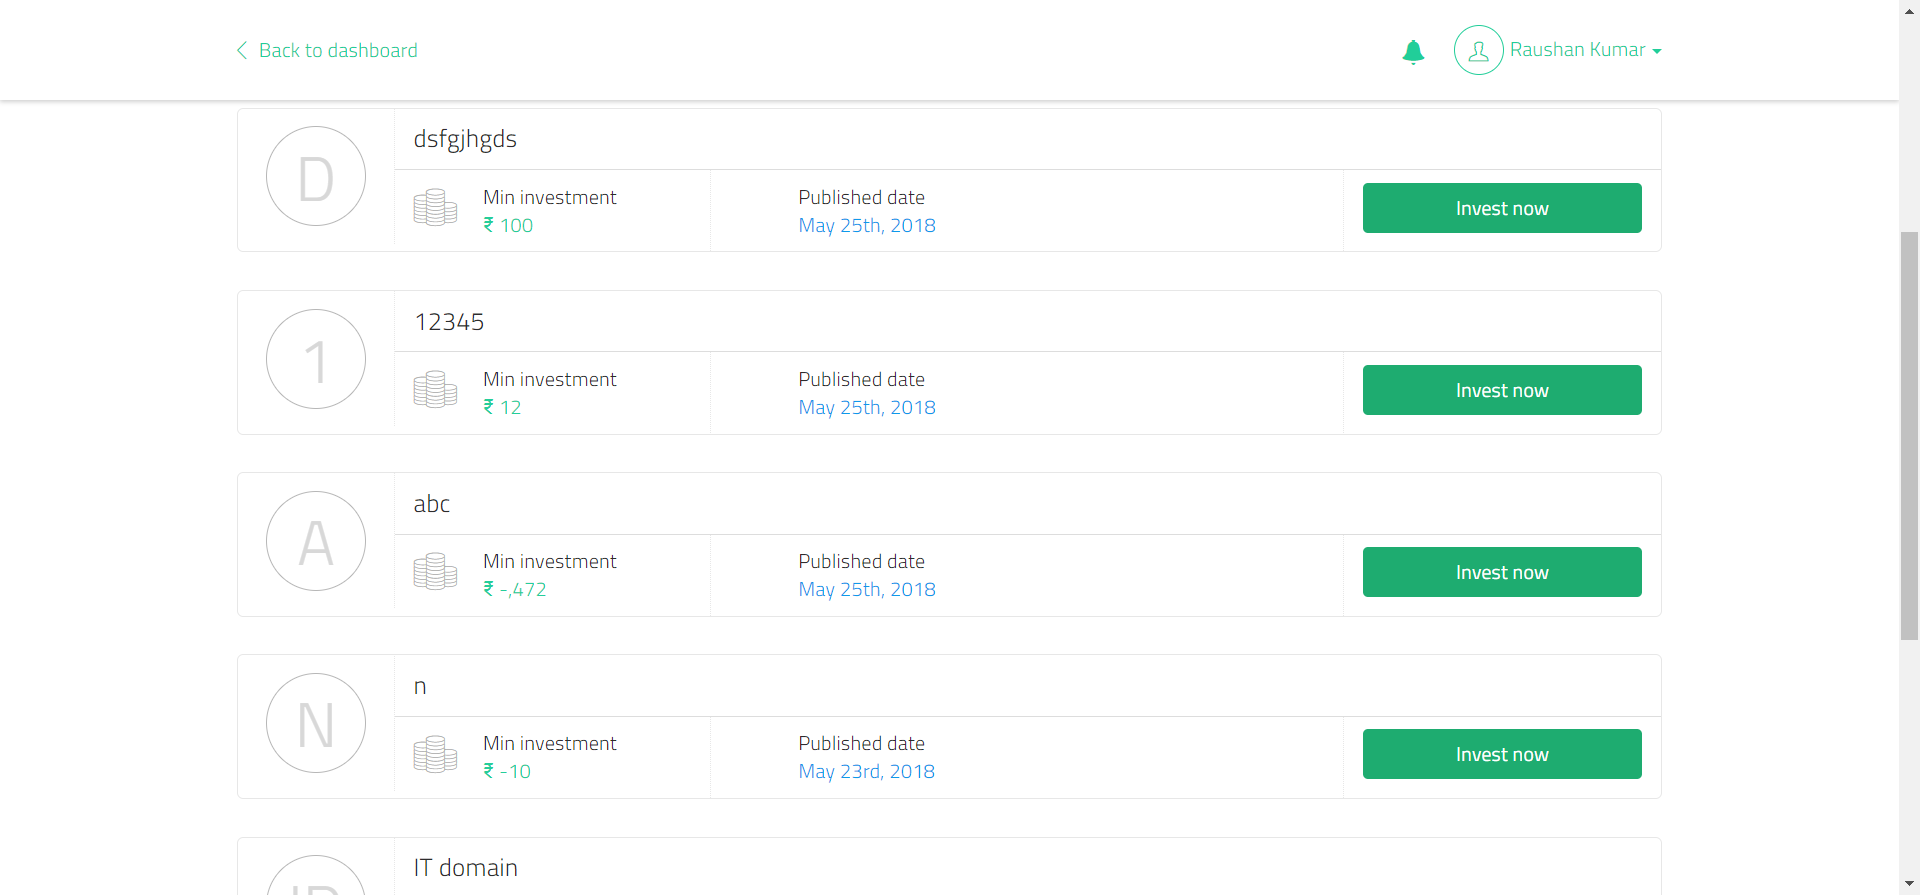 Back to dashboard
Raushan Kumar
D
dsfgjhgds
Min investment
₹ 100
Published date
May 25th, 2018
Invest now
1
12345
Min investment
₹ 12
Published date
May 25th, 2018
Invest now
A
abc
Min investment
₹ -,472
Published date
May 25th, 2018
Invest now
N
n
Min investment
₹ -10
Published date
May 23rd, 2018
Invest now
IT domain